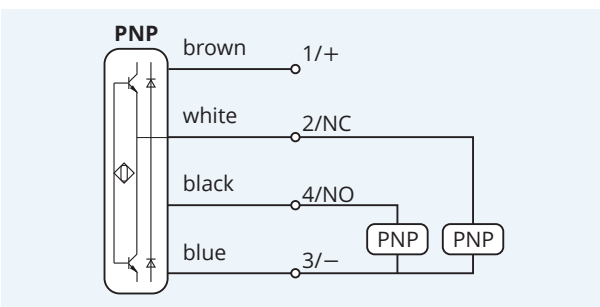 PNP
brown 1/+
white 2/NC
black 4/NO
PNP PNP
blue 3/−